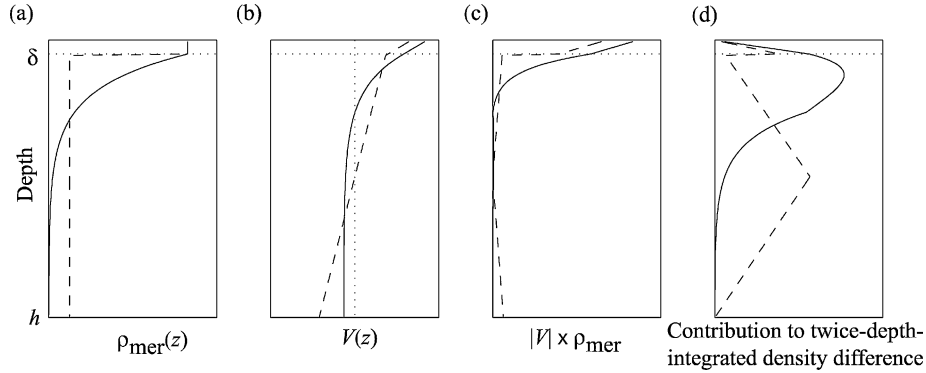 (a)
(b)
(c)
(d)
δ
Depth
h
ρmer(z)
V(z)
|V| x ρmer
Contribution to twice-depth-
integrated density difference